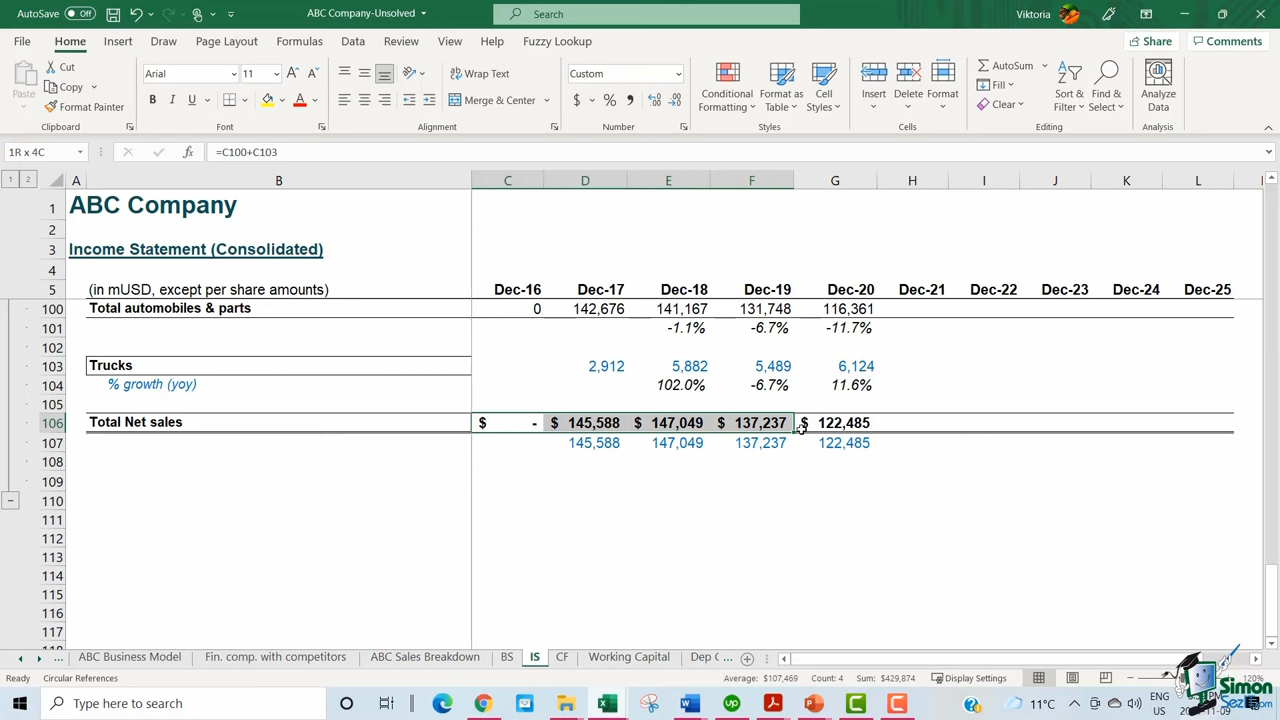 AutoSave Off ABC Company-Unsolved Search Viktoria
File Home Insert Draw Page Layout Formulas Data Review View Help Fuzzy Lookup Share Comments
Paste Cut Copy Format Painter Clipboard
Arial 11 A A B I U A Font
Wrap Text Merge & Center Alignment
Custom $ % Number
Conditional Formatting Format as Table Cell Styles Styles
Insert Delete Format Cells
AutoSum Fill Clear Sort & Filter Find & Select Editing
Analyze Data Analysis
1R x 4C fx =C100+C103
1 2 A B C D E F G H I J K L
1 ABC Company
2
3 Income Statement (Consolidated)
4
5 (in mUSD, except per share amounts) Dec-16 Dec-17 Dec-18 Dec-19 Dec-20 Dec-21 Dec-22 Dec-23 Dec-24 Dec-25
100 Total automobiles & parts 0 142,676 141,167 131,748 116,361
101 -1.1% -6.7% -11.7%
102
103 Trucks 2,912 5,882 5,489 6,124
104 % growth (yoy) 102.0% -6.7% 11.6%
105
106 Total Net sales $ - $ 145,588 $ 147,049 $ 137,237 $ 122,485
107 145,588 147,049 137,237 122,485
108
109
110
111
112
113
114
115
116
117
... ABC Business Model Fin. comp. with competitors ABC Sales Breakdown BS IS CF Working Capital Dep C ...
Ready Circular References Average: $107,469 Count: 4 Sum: $429,874 Display Settings 120%
Simon Sez
Type here to search 11°C ENG US